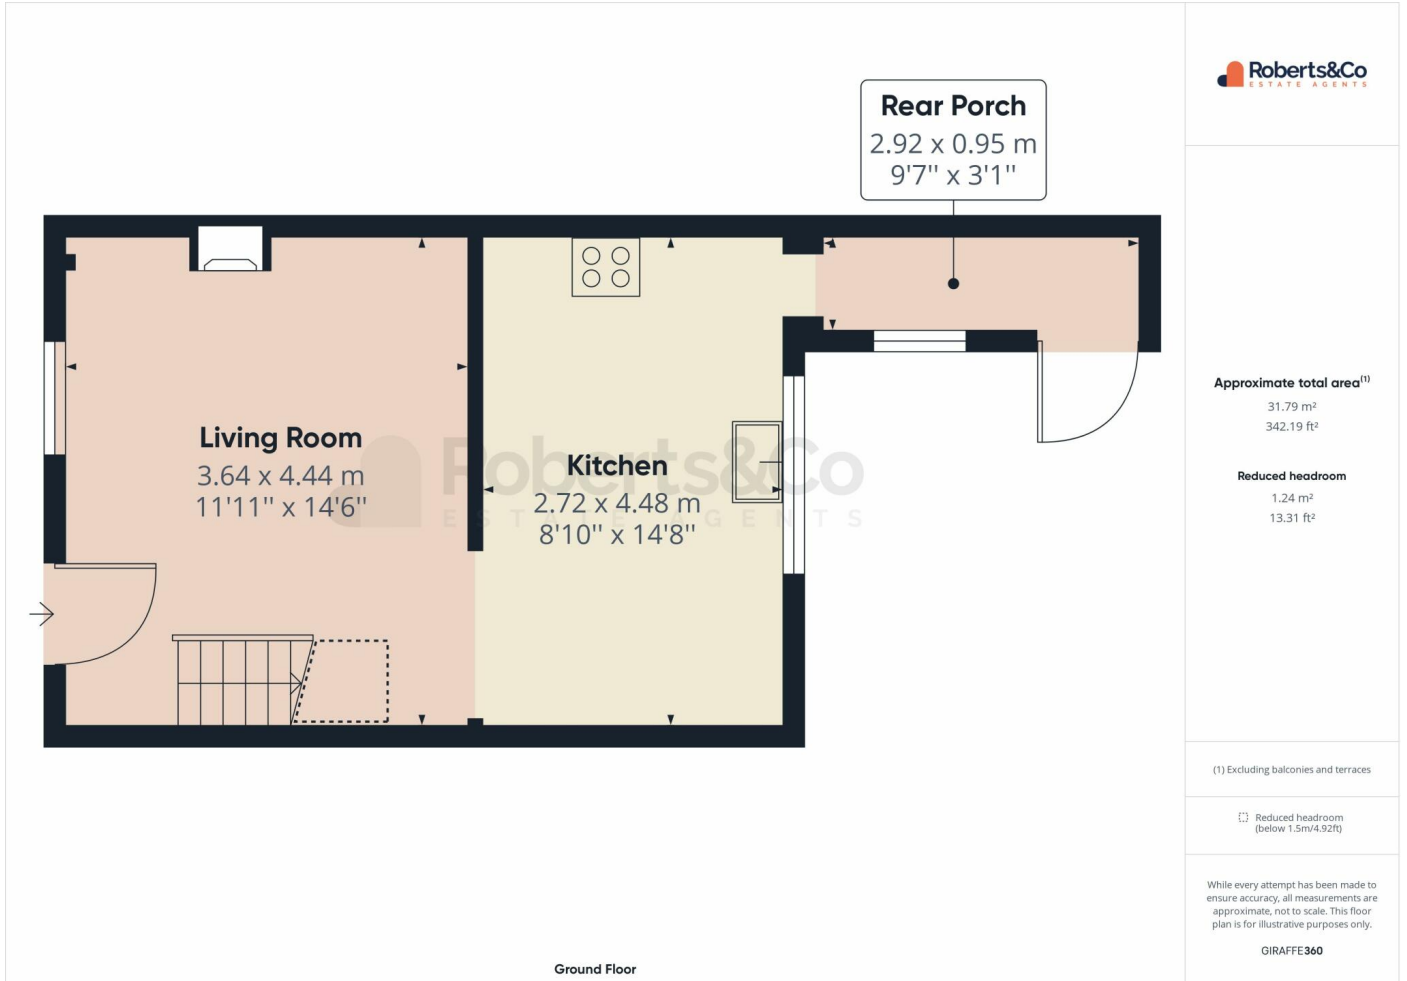 Rear Porch
2.92 x 0.95 m
9'7'' x 3'1''
Living Room
3.64 x 4.44 m
11'11'' x 14'6''
Kitchen
2.72 x 4.48 m
8'10'' x 14'8''
Roberts&Co
ESTATE AGENTS
Ground Floor
Roberts&Co
ESTATE AGENTS
Approximate total area(1)
31.79 m²
342.19 ft²
Reduced headroom
1.24 m²
13.31 ft²
(1) Excluding balconies and terraces
Reduced headroom
(below 1.5m/4.92ft)
While every attempt has been made to
ensure accuracy, all measurements are
approximate, not to scale. This floor
plan is for illustrative purposes only.
GIRAFFE360